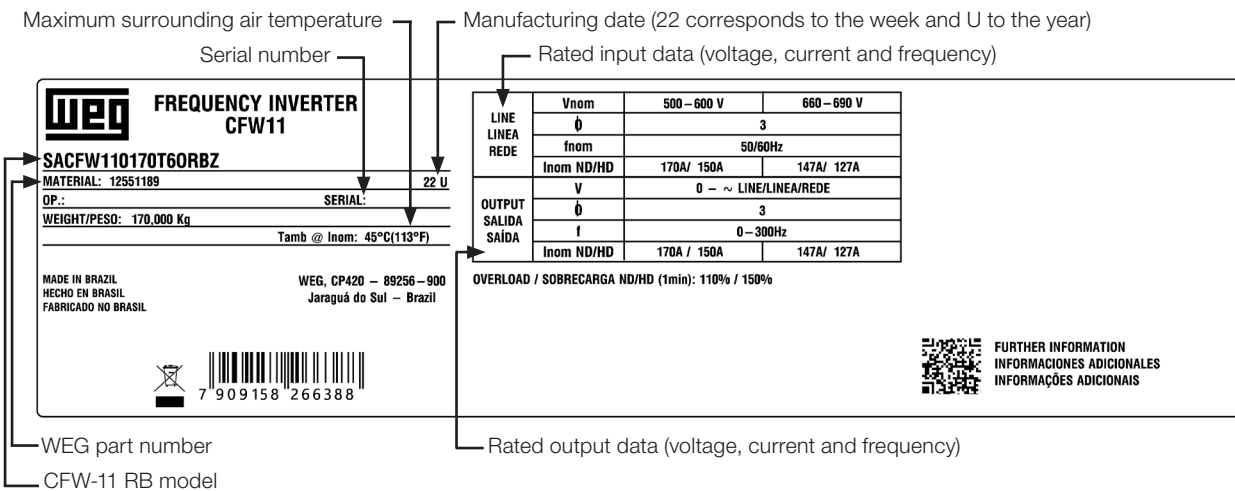 Maximum surrounding air temperature
Manufacturing date (22 corresponds to the week and U to the year)
Serial number
Rated input data (voltage, current and frequency)
weg
FREQUENCY INVERTER
CFW11
SACFW110170T6ORBZ
MATERIAL: 12551189 22 U
OP.: SERIAL:
WEIGHT/PESO: 170,000 Kg
Tamb @ Inom: 45°C(113°F)
MADE IN BRAZIL
HECHO EN BRASIL
FABRICADO NO BRASIL
WEG, CP420 – 89256–900
Jaraguá do Sul – Brazil
7 909158 266388
LINE
LINEA
REDE
Vnom 500–600 V 660–690 V
ϕ 3
fnom 50/60Hz
Inom ND/HD 170A/ 150A 147A/ 127A
OUTPUT
SALIDA
SAÍDA
V 0 – ~ LINE/LINEA/REDE
ϕ 3
f 0–300Hz
Inom ND/HD 170A / 150A 147A/ 127A
OVERLOAD / SOBRECARGA ND/HD (1min): 110% / 150%
FURTHER INFORMATION
INFORMACIONES ADICIONALES
INFORMAÇÕES ADICIONAIS
WEG part number
Rated output data (voltage, current and frequency)
CFW-11 RB model